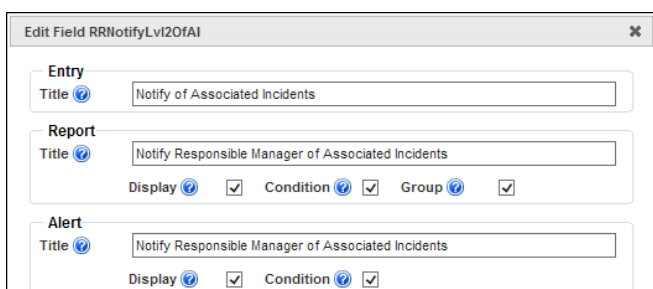 Edit Field RRNotifyLvl2OfAI
Entry
Title Notify of Associated Incidents
Report
Title Notify Responsible Manager of Associated Incidents
Display Condition Group
Alert
Title Notify Responsible Manager of Associated Incidents
Display Condition